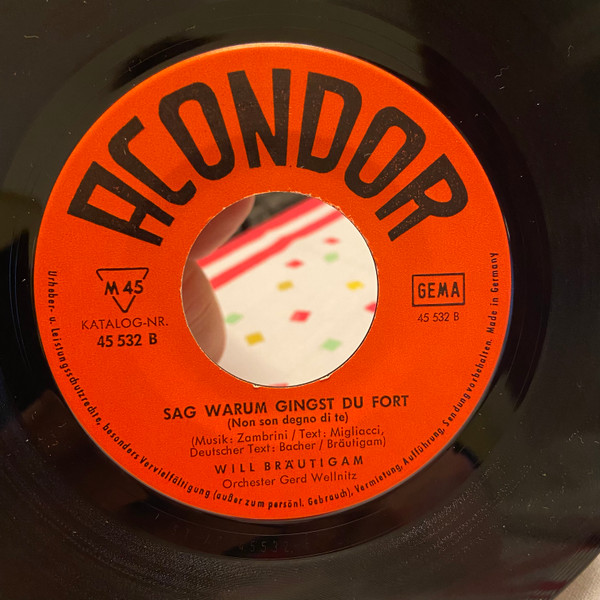 ACONDOR
M 45
KATALOG-NR.
45 532 B
GEMA
45 532 B
SAG WARUM GINGST DU FORT
(Non son degno di te)
(Musik: Zambrini / Text: Migliacci,
Deutscher Text: Bacher / Bräutigam)
WILL BRÄUTIGAM
Orchester Gerd Wellnitz
Urheber- u. Leistungsschutzrechte, besonders Vervielfältigung (außer zum persönl. Gebrauch), Vermietung, Aufführung, Sendung vorbehalten. Made in Germany